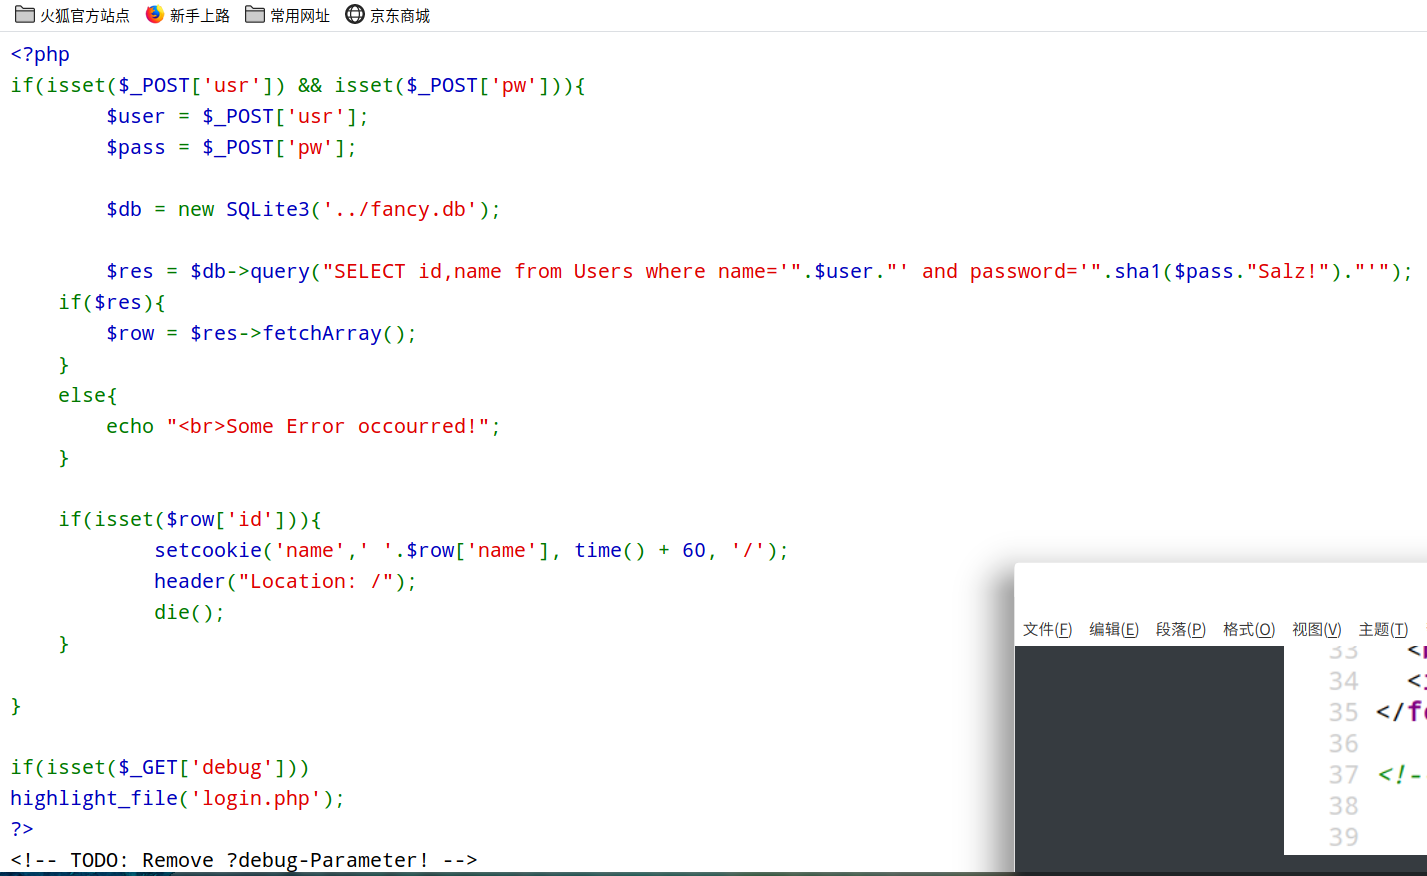 火狐官方站点 新手上路 常用网址 京东商城
<?php
if(isset($_POST['usr']) && isset($_POST['pw'])){
        $user = $_POST['usr'];
        $pass = $_POST['pw'];
        $db = new SQLite3('../fancy.db');
        $res = $db->query("SELECT id,name from Users where name='".$user."' and password='".sha1($pass."Salz!")."'");
    if($res){
        $row = $res->fetchArray();
    }
    else{
        echo "<br>Some Error occourred!";
    }
    if(isset($row['id'])){
            setcookie('name',' '.$row['name'], time() + 60, '/');
            header("Location: /");
            die();
    }
}
if(isset($_GET['debug']))
highlight_file('login.php');
?>
<!-- TODO: Remove ?debug-Parameter! -->
文件(F) 编辑(E) 段落(P) 格式(O) 视图(V) 主题(T)
33 <
34 <
35 </f
36
37 <!-
38
39